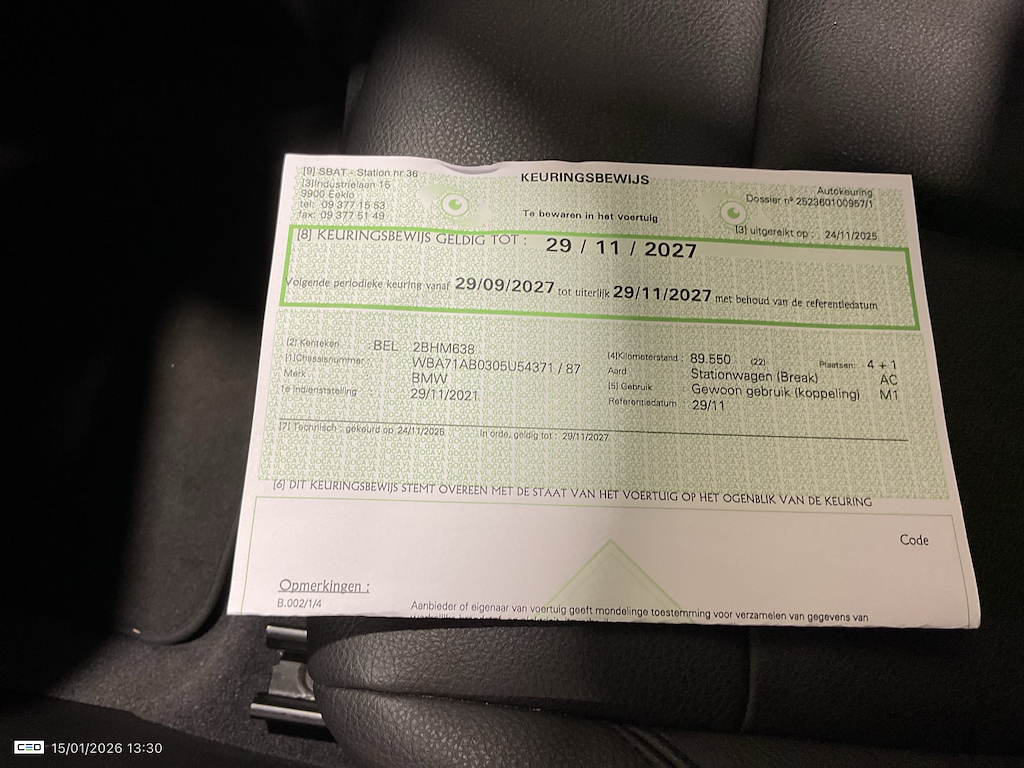 [9] SBAT - Station nr 36
[3]Industrielaan 15
9900 Eeklo
tel: 09 377 15 53
fax: 09 377 51 49
KEURINGSBEWIJS
Te bewaren in het voertuig
Autokeuring
Dossier nº 252360100957/1
[3] uitgereikt op : 24/11/2025
[8] KEURINGSBEWIJS GELDIG TOT : 29 / 11 / 2027
Volgende periodieke keuring vanaf 29/09/2027 tot uiterlijk 29/11/2027 met behoud van de referentiedatum
[2] Kenteken : BEL 2BHM638
[1]Chassisnummer : WBA71AB0305U54371 / 87
Merk BMW
1e Indienststelling 29/11/2021
[4]Kilometerstand : 89.550 (22) Plaatsen: 4 + 1
Aard : Stationwagen (Break) AC
[5] Gebruik : Gewoon gebruik (koppeling) M1
Referentiedatum : 29/11
[7] Technisch : gekeurd op 24/11/2025 In orde, geldig tot : 29/11/2027
[6] DIT KEURINGSBEWIJS STEMT OVEREEN MET DE STAAT VAN HET VOERTUIG OP HET OGENBLIK VAN DE KEURING
Code
Opmerkingen :
B.002/1/4
Aanbieder of eigenaar van voertuig geeft mondelinge toestemming voor verzamelen van gegevens van
CEO 15/01/2026 13:30